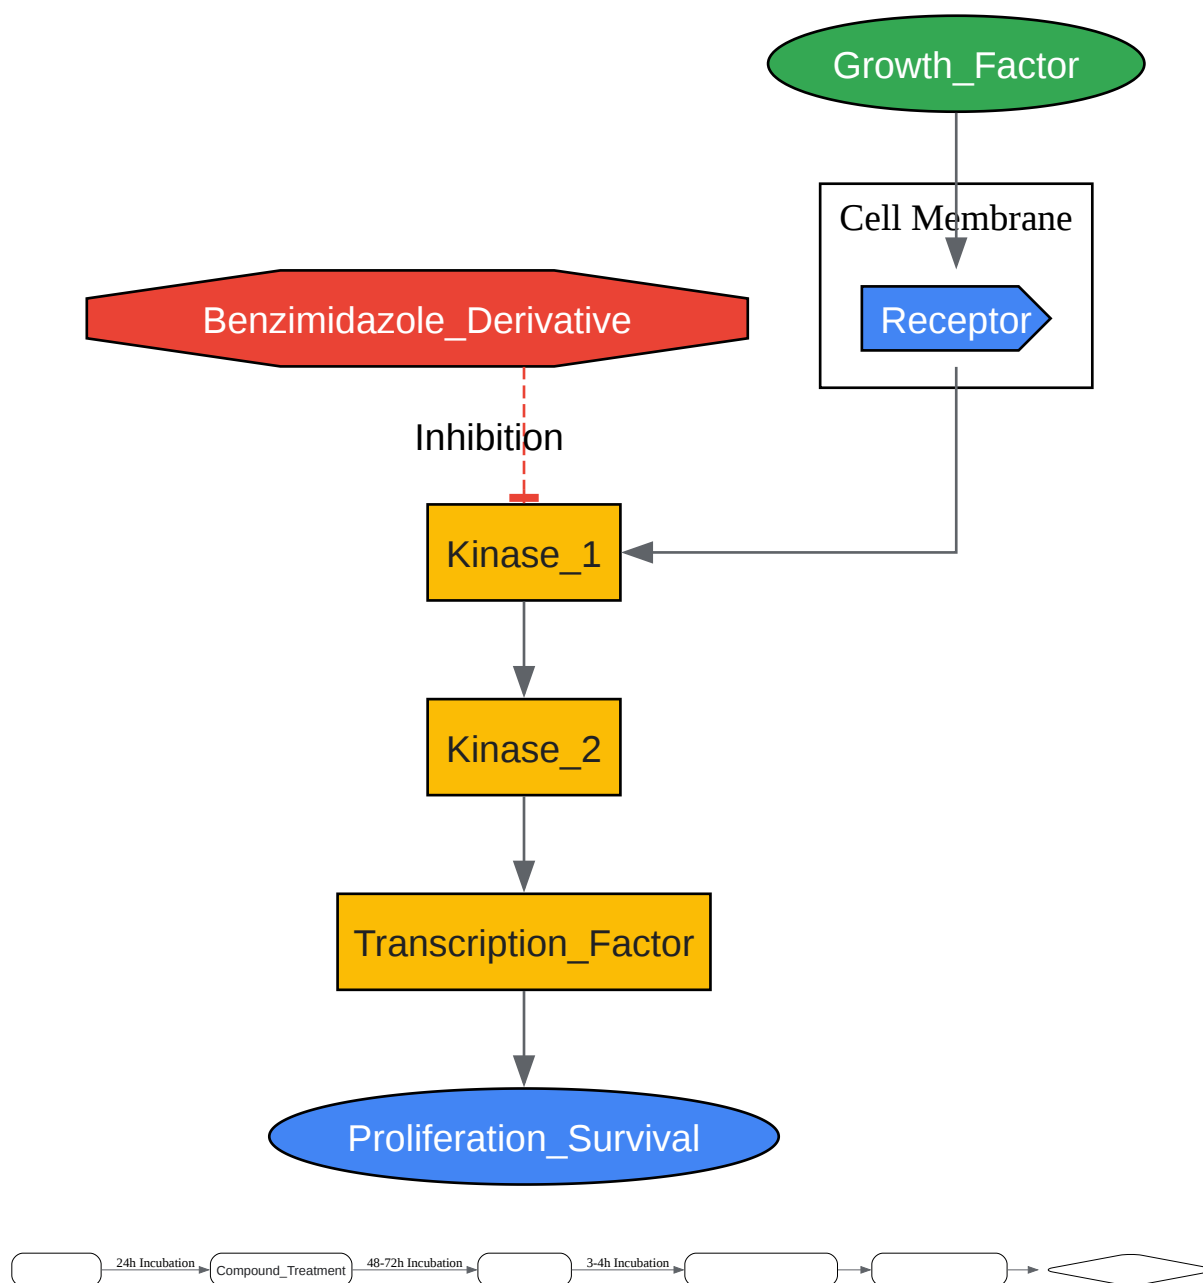 Growth_Factor
Cell Membrane
Benzimidazole_Derivative
Receptor
Inhibition
Kinase_1
Kinase_2
Transcription_Factor
Proliferation_Survival
24h Incubation
Compound_Treatment
48-72h Incubation
3-4h Incubation